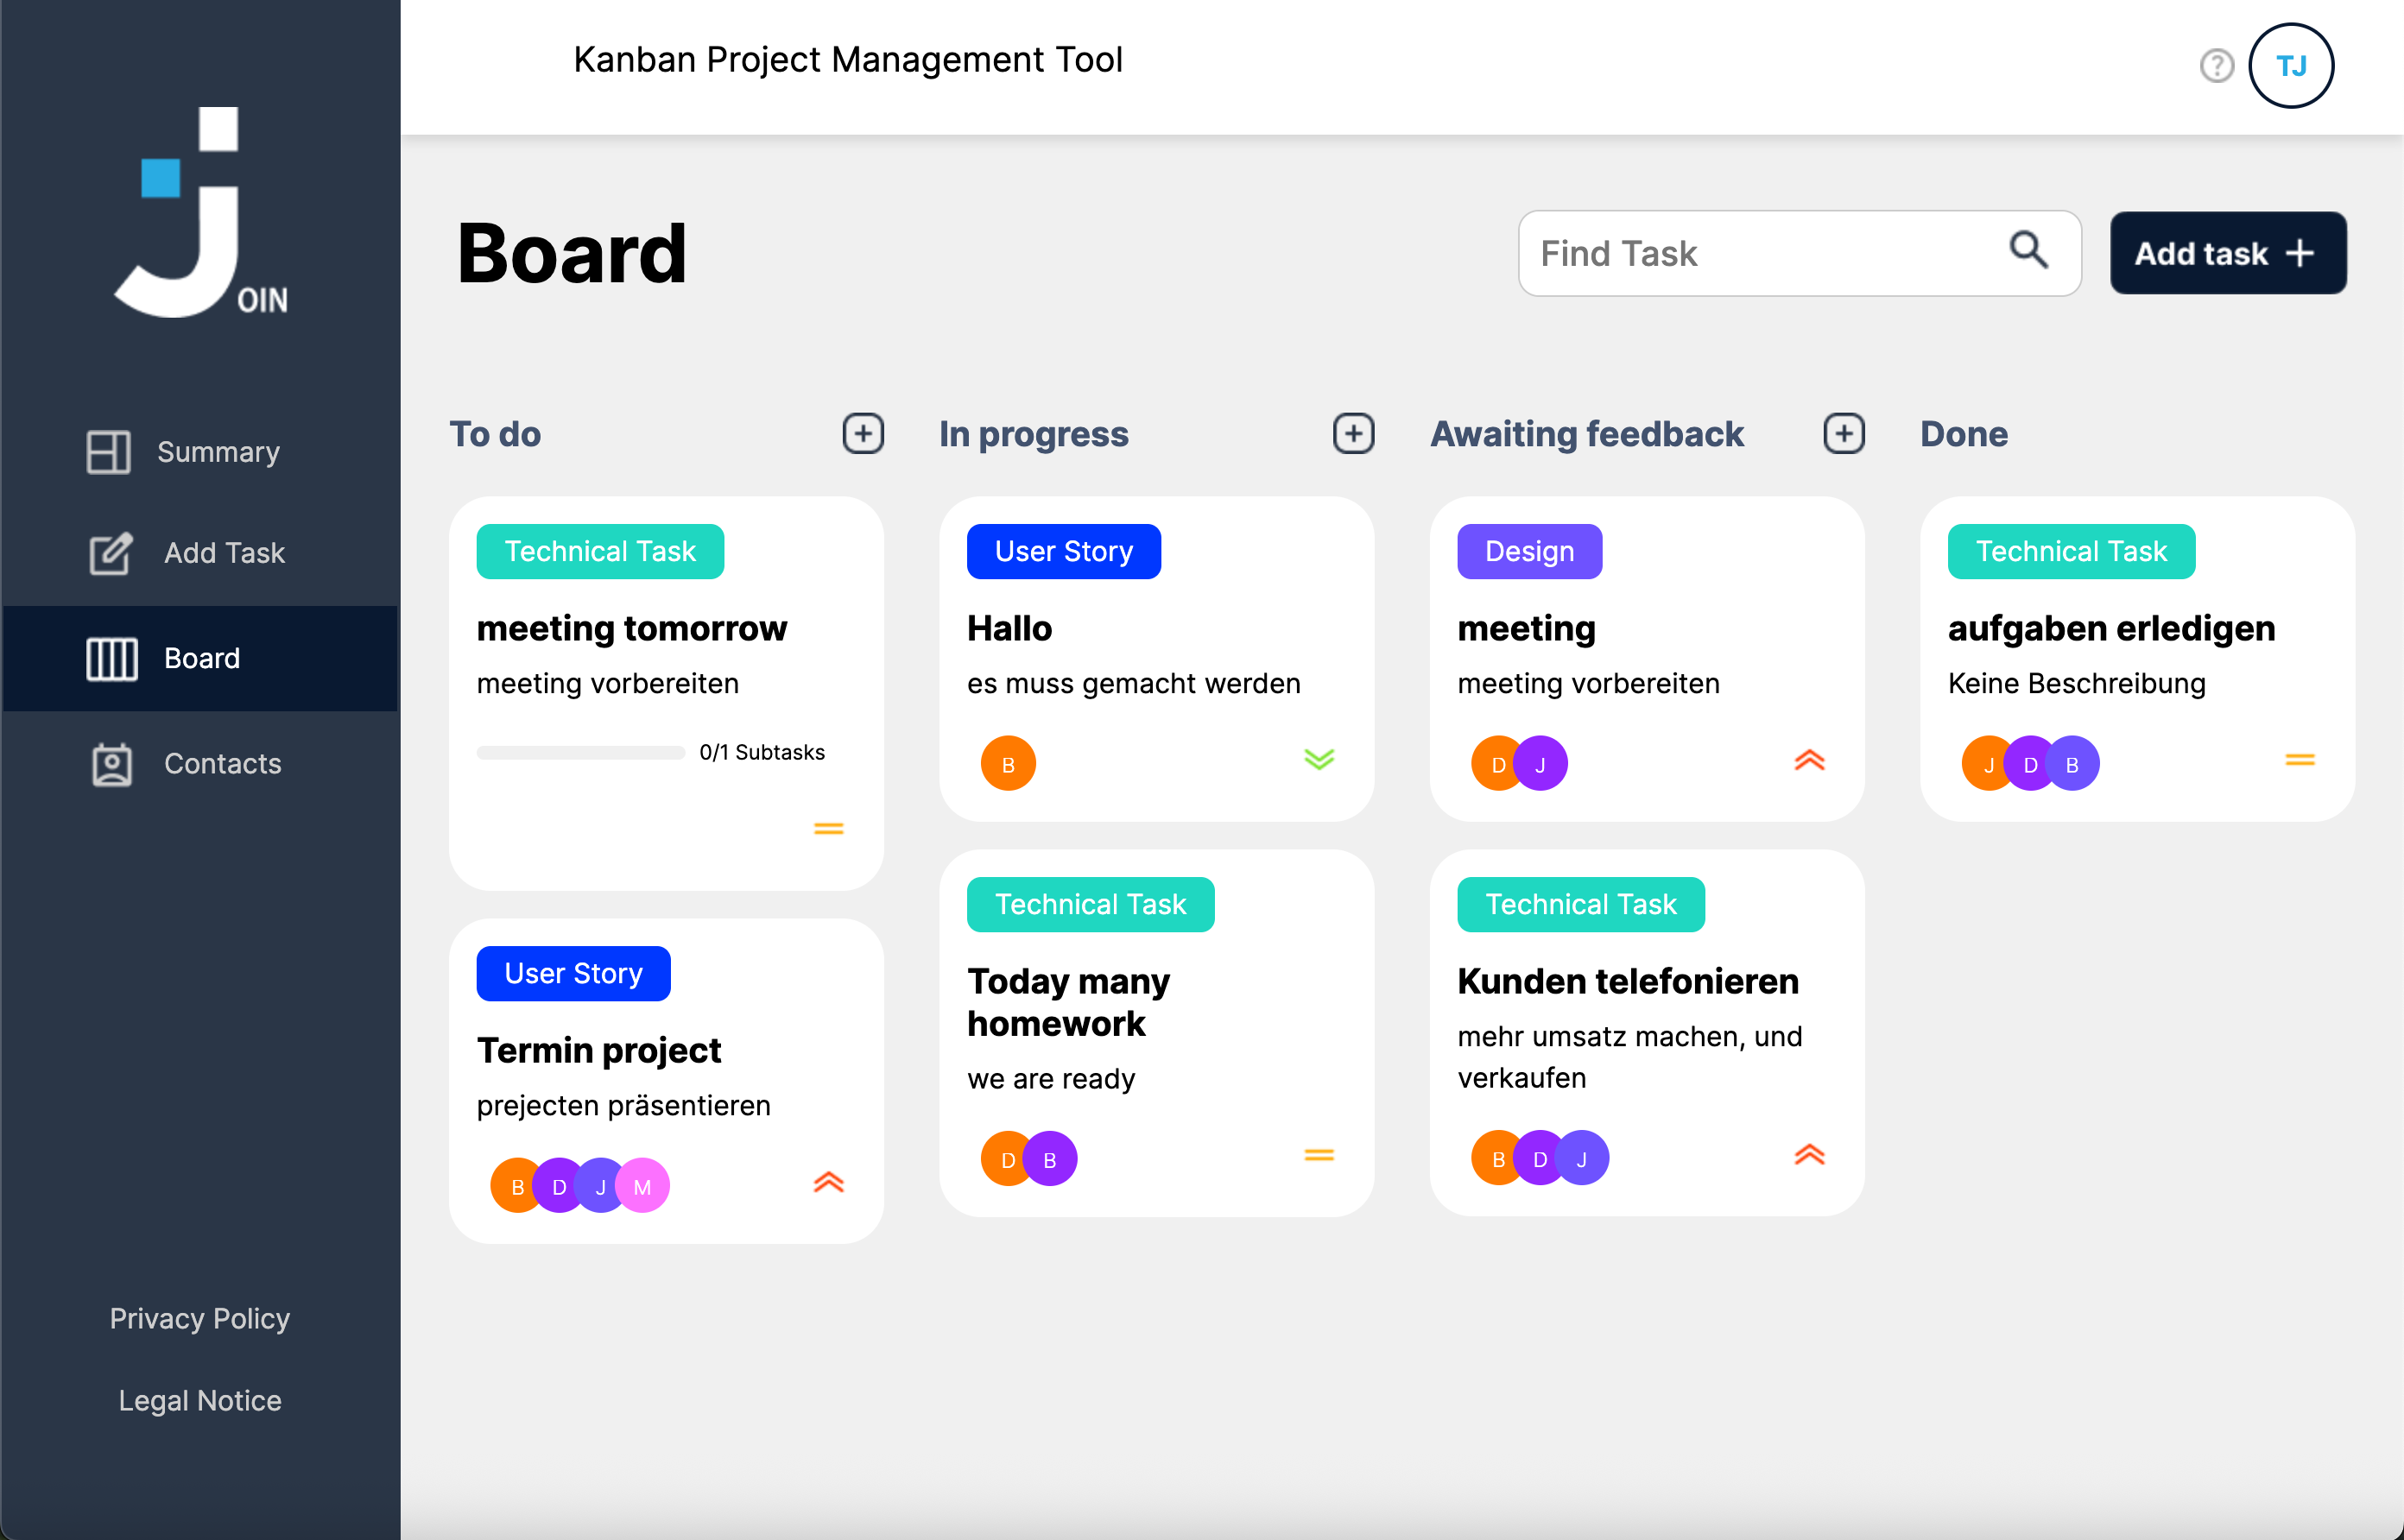 Kanban Project Management Tool
?
TJ
JOIN
Summary
Add Task
Board
Contacts
Privacy Policy
Legal Notice
Board
Find Task
Add task +
To do
Technical Task
meeting tomorrow
meeting vorbereiten
0/1 Subtasks
User Story
Termin project
prejecten präsentieren
B D J M
In progress
User Story
Hallo
es muss gemacht werden
B
Technical Task
Today many
homework
we are ready
D B
Awaiting feedback
Design
meeting
meeting vorbereiten
D J
Technical Task
Kunden telefonieren
mehr umsatz machen, und
verkaufen
B D J
Done
Technical Task
aufgaben erledigen
Keine Beschreibung
J D B